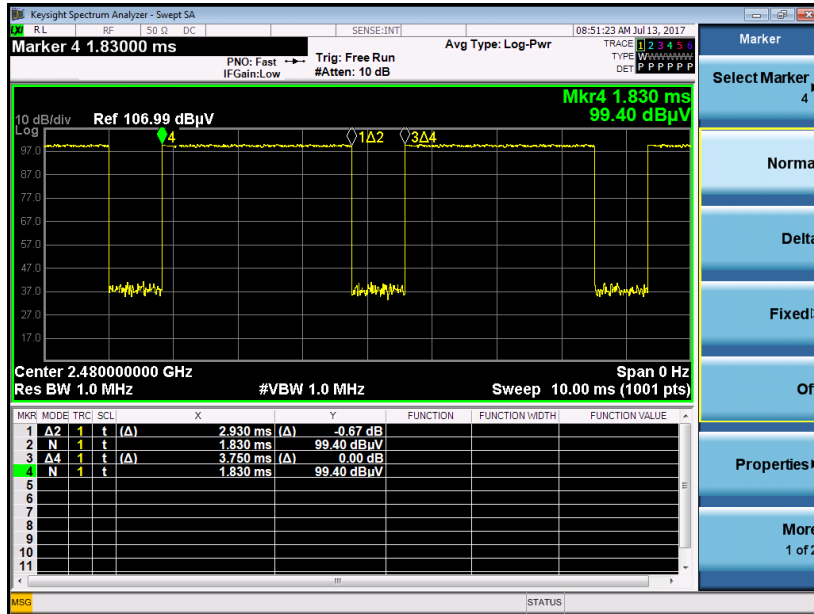 Keysight Spectrum Analyzer - Swept SA
LXI RL RF 50 Ω DC SENSE:INT 08:51:23 AM Jul 13, 2017
Marker 4 1.83000 ms
PNO: Fast
IFGain:Low
Trig: Free Run
#Atten: 10 dB
Avg Type: Log-Pwr
TRACE 1 2 3 4 5 6
TYPE WWWWWW
DET P P P P P P
Mkr4 1.830 ms
99.40 dBµV
10 dB/div Ref 106.99 dBµV
Log
4 1Δ2 3Δ4
97.0
87.0
77.0
67.0
57.0
47.0
37.0
27.0
17.0
Center 2.480000000 GHz Span 0 Hz
Res BW 1.0 MHz #VBW 1.0 MHz Sweep 10.00 ms (1001 pts)
MKR MODE TRC SCL X Y FUNCTION FUNCTION WIDTH FUNCTION VALUE
1 Δ2 1 t (Δ) 2.930 ms (Δ) -0.67 dB
2 N 1 t 1.830 ms 99.40 dBµV
3 Δ4 1 t (Δ) 3.750 ms (Δ) 0.00 dB
4 N 1 t 1.830 ms 99.40 dBµV
5
6
7
8
9
10
11
MSG STATUS
Marker
Select Marker
4
Norma
Delta
Fixed
Of
Properties
More
1 of 2